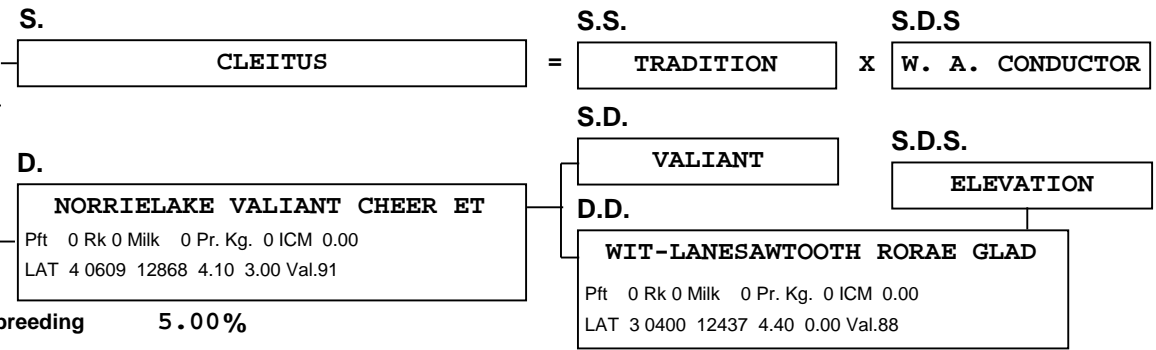 S.
CLEITUS
=
S.S.
TRADITION
X
S.D.S
W. A. CONDUCTOR
S.D.
VALIANT
S.D.S.
ELEVATION
D.
NORRIELAKE VALIANT CHEER ET
Pft 0 Rk 0 Milk 0 Pr. Kg. 0 ICM 0.00
LAT 4 0609 12868 4.10 3.00 Val.91
D.D.
WIT-LANESAWTOOTH RORAE GLAD
Pft 0 Rk 0 Milk 0 Pr. Kg. 0 ICM 0.00
LAT 3 0400 12437 4.40 0.00 Val.88
breeding 5.00%